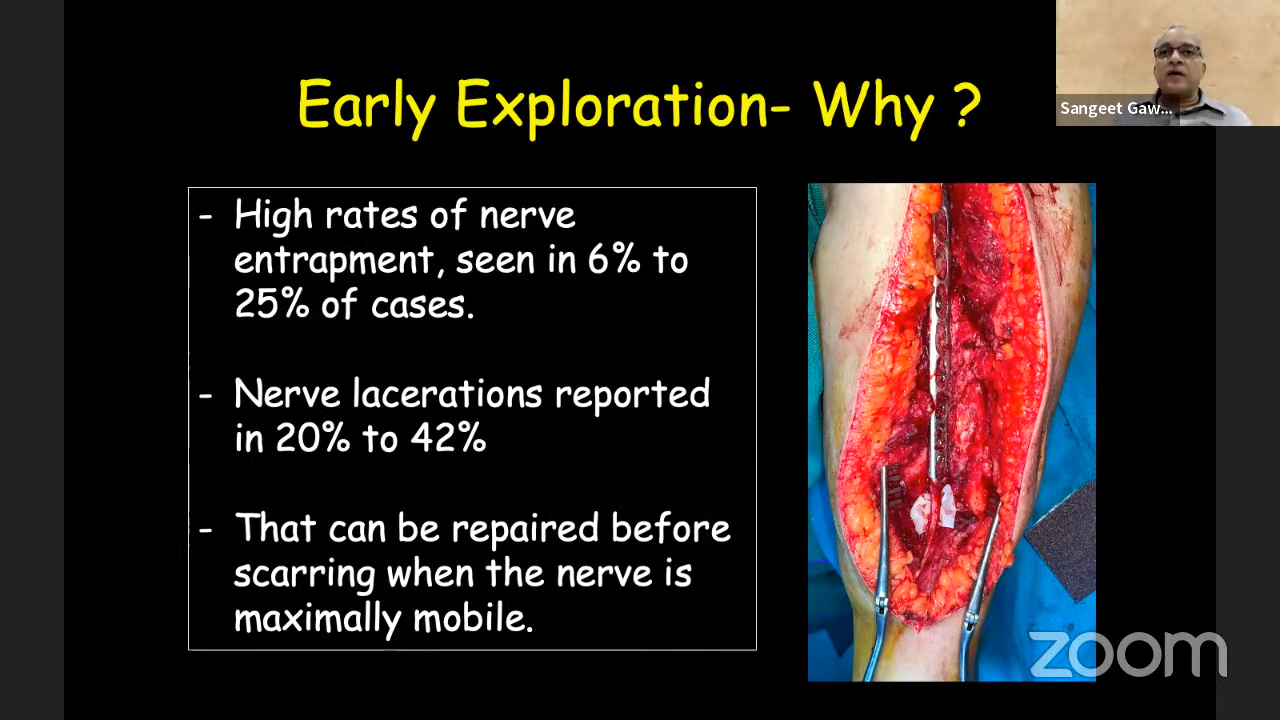 Early Exploration- Why ?
Sangeet Gaw...
- High rates of nerve
entrapment, seen in 6% to
25% of cases.
- Nerve lacerations reported
in 20% to 42%
- That can be repaired before
scarring when the nerve is
maximally mobile.
zoom